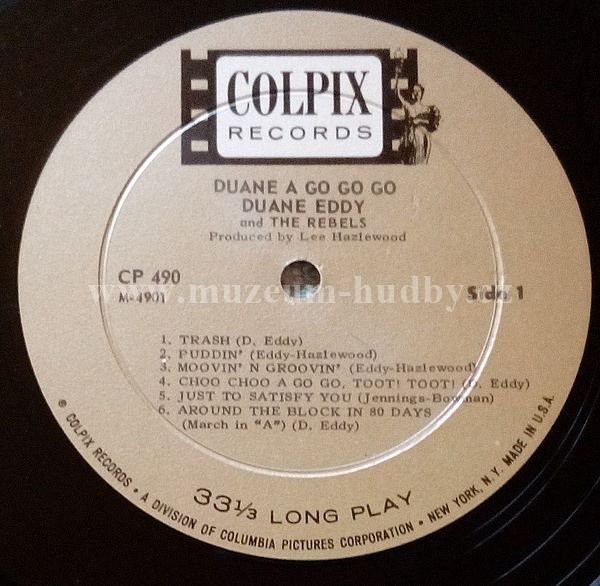 COLPIX
RECORDS
DUANE A GO GO GO
DUANE EDDY
and THE REBELS
Produced by Lee Hazlewood
CP 490
M-4901
Side 1
www.muzeum-hudby.cz
1. TRASH (D. Eddy)
2. PUDDIN' (Eddy-Hazlewood)
3. MOOVIN' N GROOVIN' (Eddy-Hazlewood)
4. CHOO CHOO A GO GO, TOOT! TOOT! (D. Eddy)
5. JUST TO SATISFY YOU (Jennings-Bowman)
6. AROUND THE BLOCK IN 80 DAYS
(March in "A") (D. Eddy)
33⅓ LONG PLAY
® COLPIX RECORDS. • A DIVISION OF COLUMBIA PICTURES CORPORATION • NEW YORK, N.Y. MADE IN U.S.A.